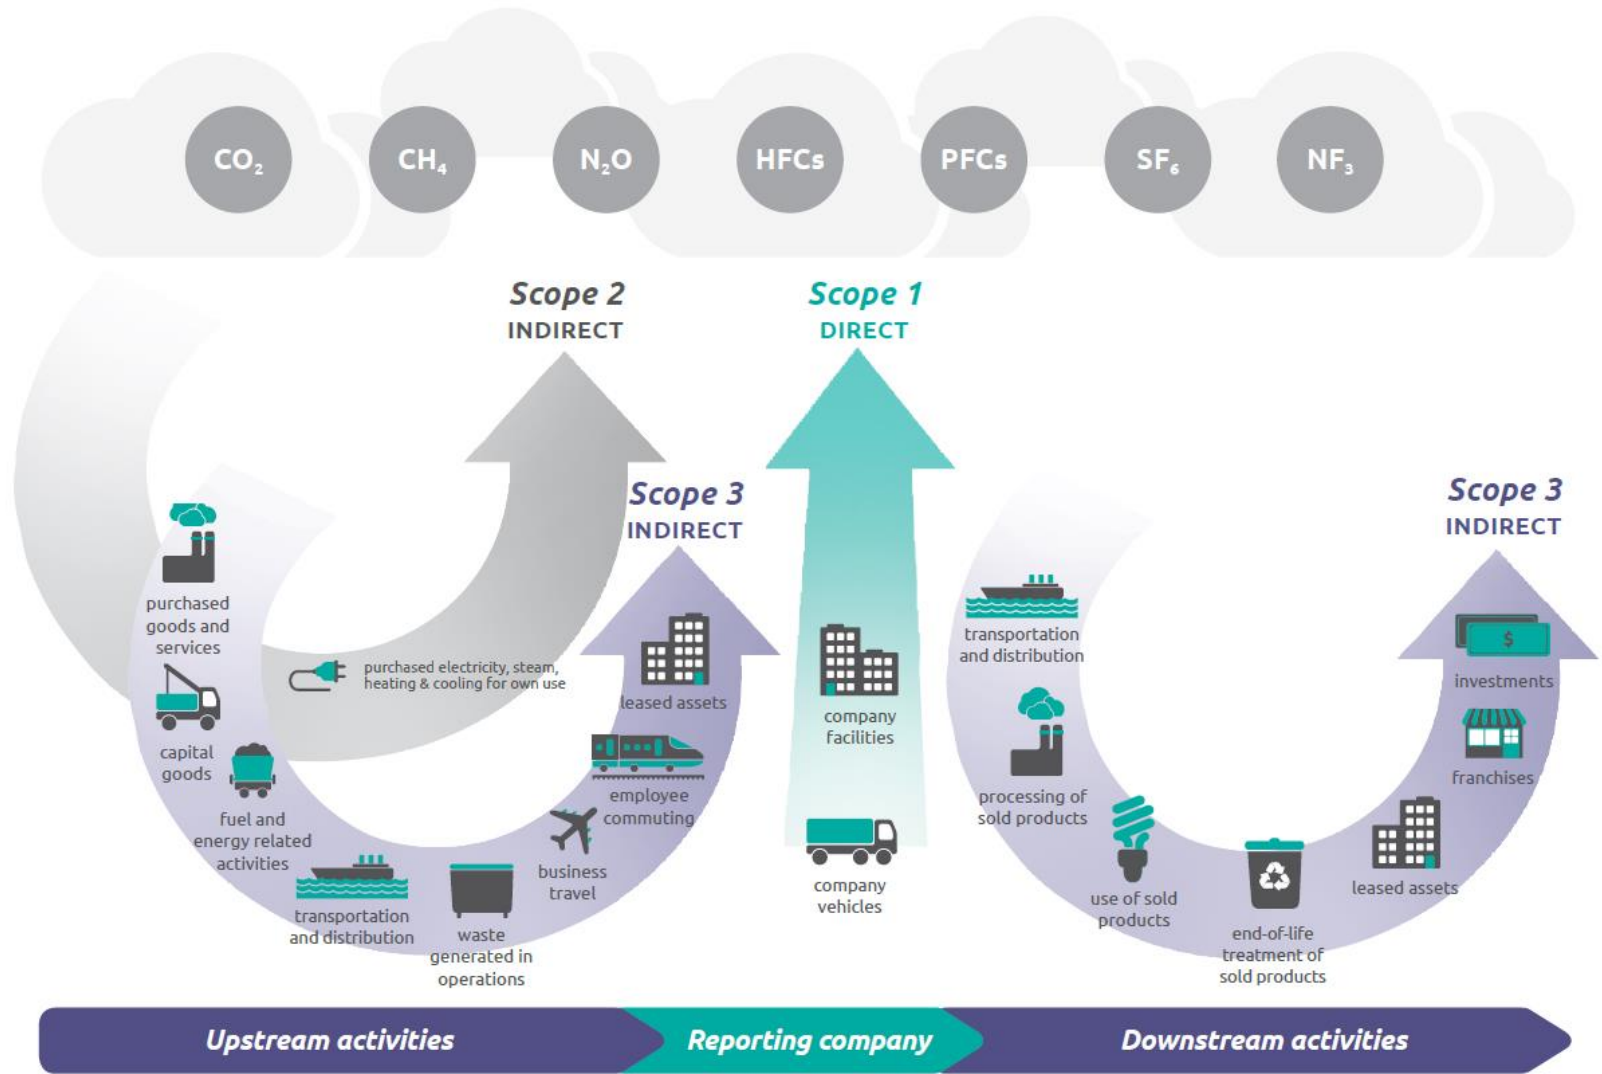 CO₂
CH₄
N₂O
HFCs
PFCs
SF₆
NF₃
Scope 2
INDIRECT
Scope 1
DIRECT
Scope 3
INDIRECT
Scope 3
INDIRECT
purchased
goods and
services
capital
goods
fuel and
energy related
activities
transportation
and distribution
waste
generated in
operations
business
travel
employee
commuting
leased assets
purchased electricity, steam,
heating & cooling for own use
company
facilities
company
vehicles
transportation
and distribution
processing of
sold products
use of sold
products
end-of-life
treatment of
sold products
leased assets
franchises
$
investments
Upstream activities
Reporting company
Downstream activities